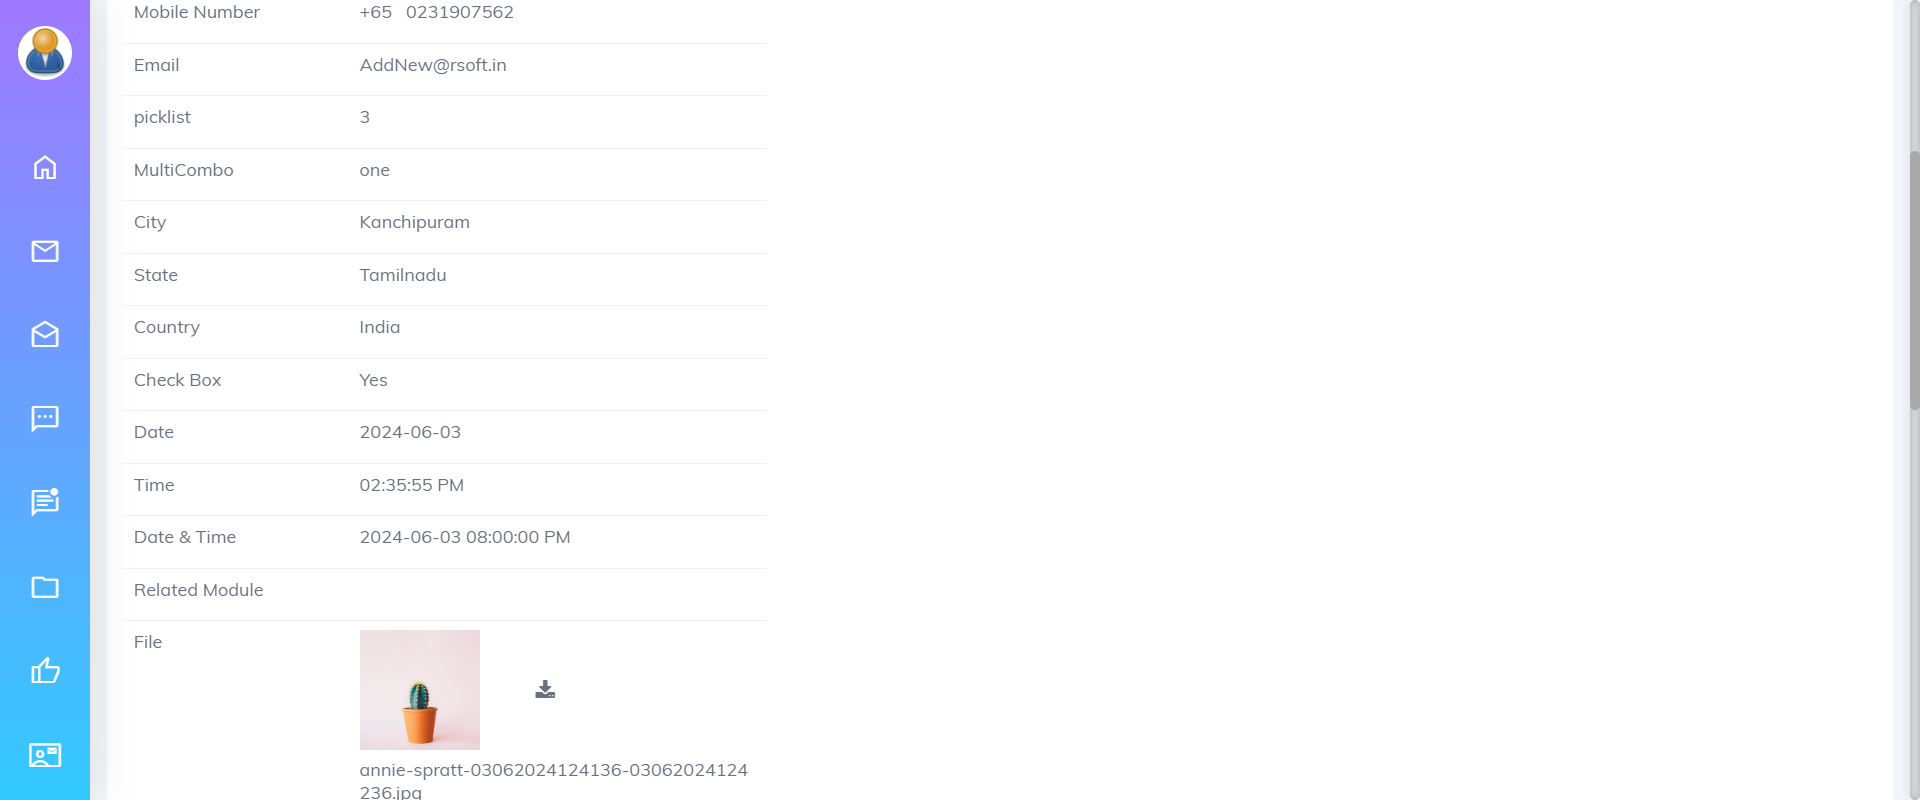 Mobile Number +65 0231907562
Email AddNew@rsoft.in
picklist 3
MultiCombo one
City Kanchipuram
State Tamilnadu
Country India
Check Box Yes
Date 2024-06-03
Time 02:35:55 PM
Date & Time 2024-06-03 08:00:00 PM
Related Module
File
annie-spratt-03062024124136-03062024124
236.jpg